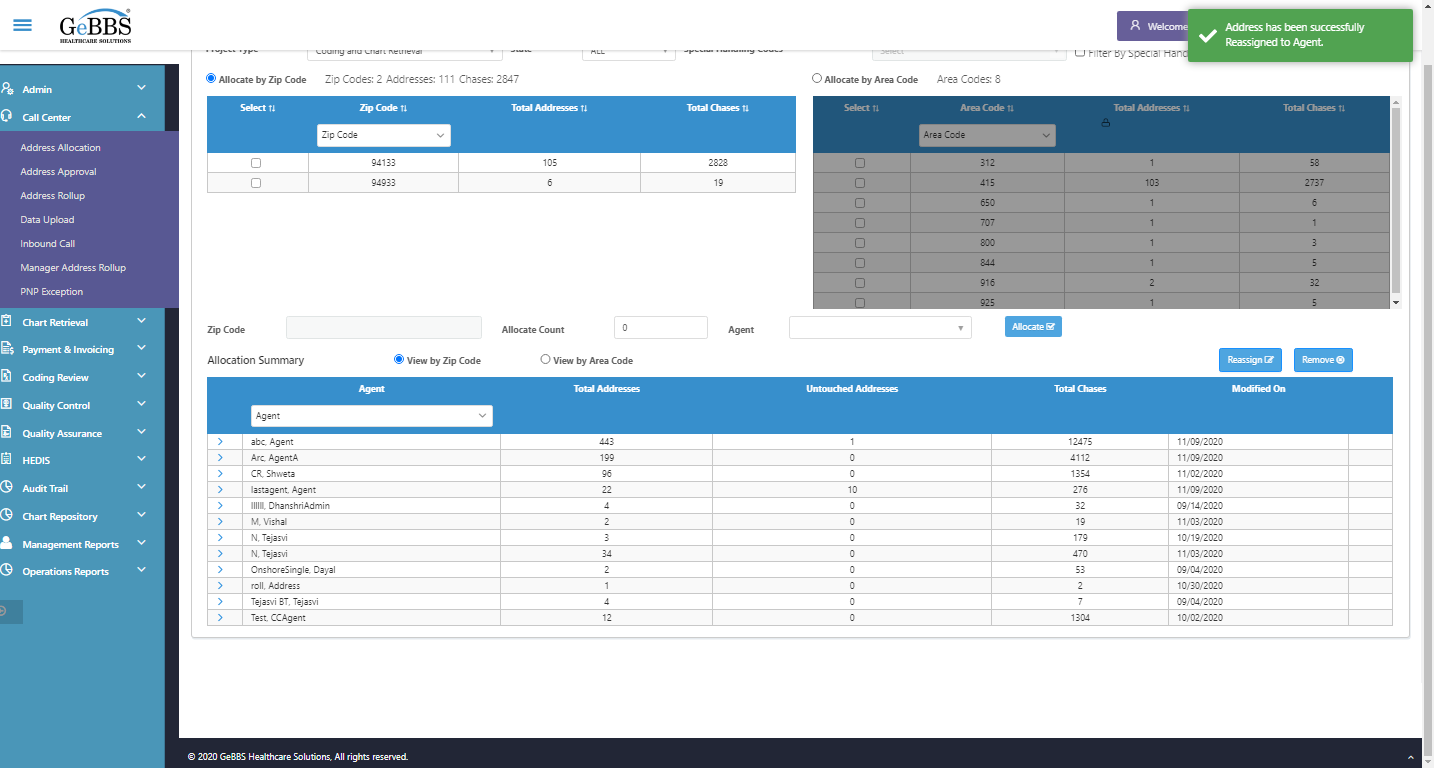 GeBBS
HEALTHCARE SOLUTIONS
Welcome
Address has been successfully
Reassigned to Agent.
Project Type Coding and Chart Retrieval State ALL Special Handling Codes Select Filter By Special Hand
Admin
Call Center
Address Allocation
Address Approval
Address Rollup
Data Upload
Inbound Call
Manager Address Rollup
PNP Exception
Chart Retrieval
Payment & Invoicing
Coding Review
Quality Control
Quality Assurance
HEDIS
Audit Trail
Chart Repository
Management Reports
Operations Reports
Allocate by Zip Code Zip Codes: 2 Addresses: 111 Chases: 2847
Select Zip Code Total Addresses Total Chases
Zip Code
94133 105 2828
94933 6 19
Allocate by Area Code Area Codes: 8
Select Area Code Total Addresses Total Chases
Area Code
312 1 58
415 103 2737
650 1 6
707 1 1
800 1 3
844 1 5
916 2 32
925 1 5
Zip Code Allocate Count 0 Agent Allocate
Allocation Summary View by Zip Code View by Area Code Reassign Remove
Agent Total Addresses Untouched Addresses Total Chases Modified On
Agent
abc, Agent 443 1 12475 11/09/2020
Arc, AgentA 199 0 4112 11/09/2020
CR, Shweta 96 0 1354 11/02/2020
lastagent, Agent 22 10 276 11/09/2020
DhanshriAdmin 4 0 32 09/14/2020
M, Vishal 2 0 19 11/03/2020
N, Tejasvi 3 0 179 10/19/2020
N, Tejasvi 34 0 470 11/03/2020
OnshoreSingle, Dayal 2 0 53 09/04/2020
roll, Address 1 0 2 10/30/2020
Tejasvi BT, Tejasvi 4 0 7 09/04/2020
Test, CCAgent 12 0 1304 10/02/2020
© 2020 GeBBS Healthcare Solutions, All rights reserved.